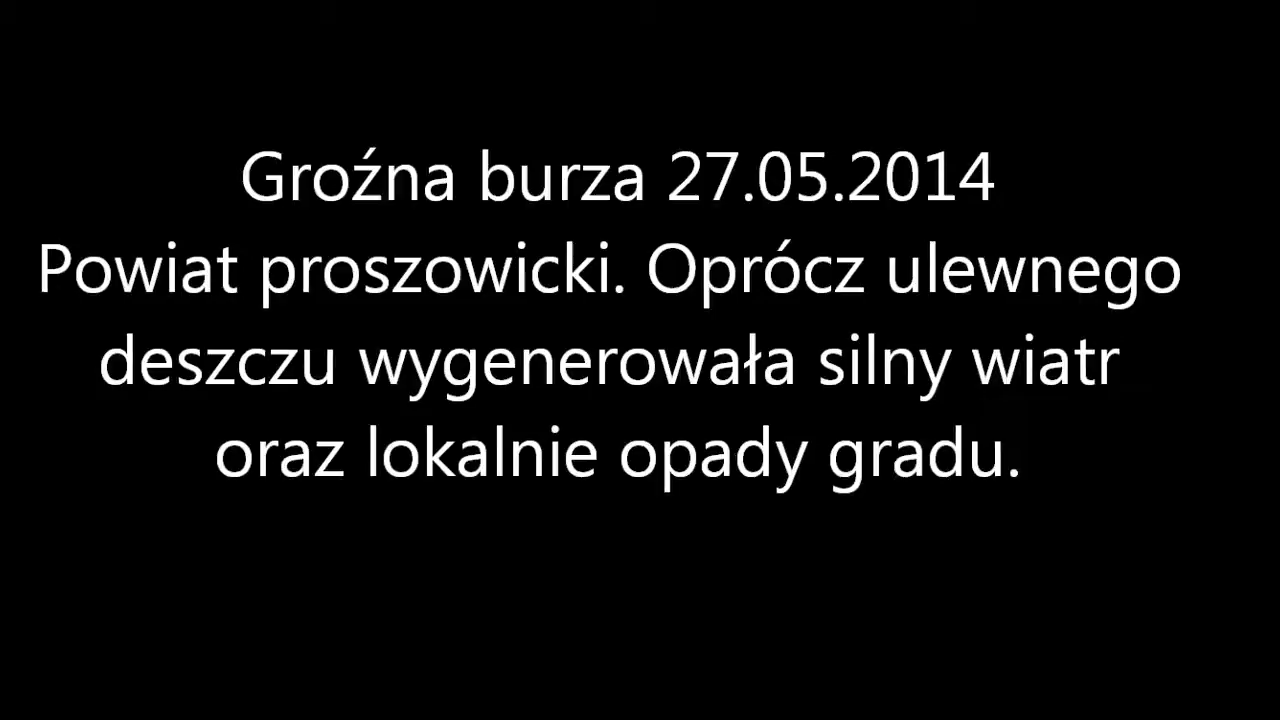 Groźna burza 27.05.2014
Powiat proszowicki. Oprócz ulewnego
deszczu wygenerowała silny wiatr
oraz lokalnie opady gradu.